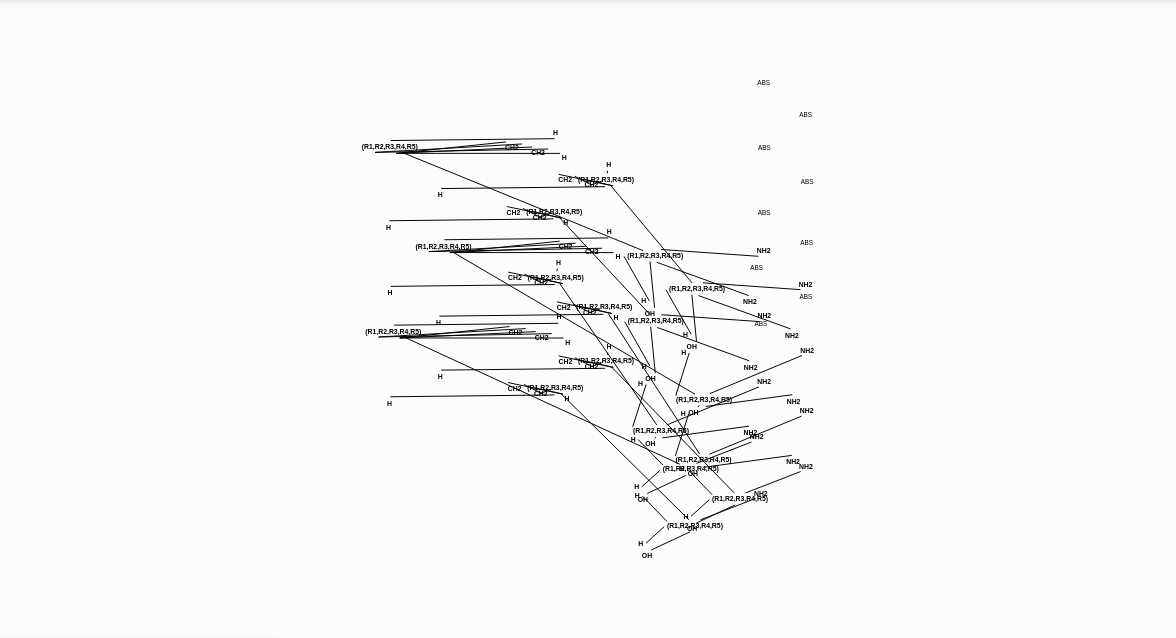 ABS
ABS
H
(R1,R2,R3,R4,R5)
CH2
ABS
CH2
H
H
CH2
(R1,R2,R3,R4,R5)
CH2
ABS
H
CH2
(R1,R2,R3,R4,R5)
CH2
ABS
H
H
H
ABS
(R1,R2,R3,R4,R5)
CH2
CH2
NH2
H
(R1,R2,R3,R4,R5)
H
ABS
CH2
(R1,R2,R3,R4,R5)
CH2
NH2
H
(R1,R2,R3,R4,R5)
ABS
H
NH2
CH2
(R1,R2,R3,R4,R5)
CH2
OH
NH2
H
H
(R1,R2,R3,R4,R5)
H
ABS
(R1,R2,R3,R4,R5)
CH2
CH2
H
NH2
H
H
OH
H
NH2
CH2
(R1,R2,R3,R4,R5)
CH2
H
NH2
H
OH
H
NH2
CH2
(R1,R2,R3,R4,R5)
CH2
H
H
(R1,R2,R3,R4,R5)
NH2
H
OH
NH2
(R1,R2,R3,R4,R5)
NH2
NH2
H
OH
(R1,R2,R3,R4,R5)
NH2
NH2
(R1,R2,R3,R4,R5)
H
OH
H
H
OH
NH2
(R1,R2,R3,R4,R5)
H
(R1,R2,R3,R4,R5)
OH
H
OH